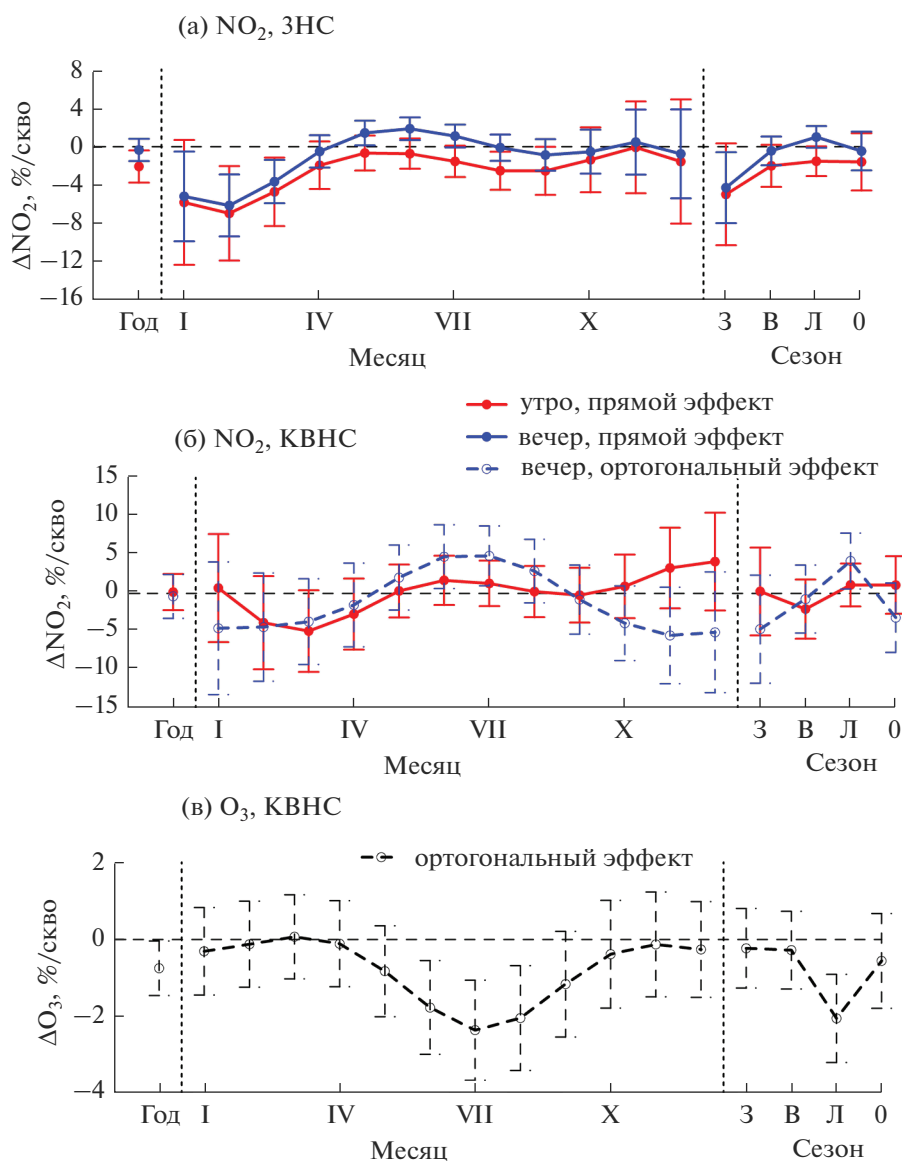 (а) NO₂, ЗНС
ΔNO₂, %/скво
8
4
0
−4
−8
−12
−16
Год I IV VII X З В Л 0
Месяц Сезон
утро, прямой эффект
вечер, прямой эффект
вечер, ортогональный эффект
(б) NO₂, КВНС
ΔNO₂, %/скво
15
10
5
0
−5
−10
−15
Год I IV VII X З В Л 0
Месяц Сезон
(в) O₃, КВНС
ортогональный эффект
ΔO₃, %/скво
2
0
−2
−4
Год I IV VII X З В Л 0
Месяц Сезон